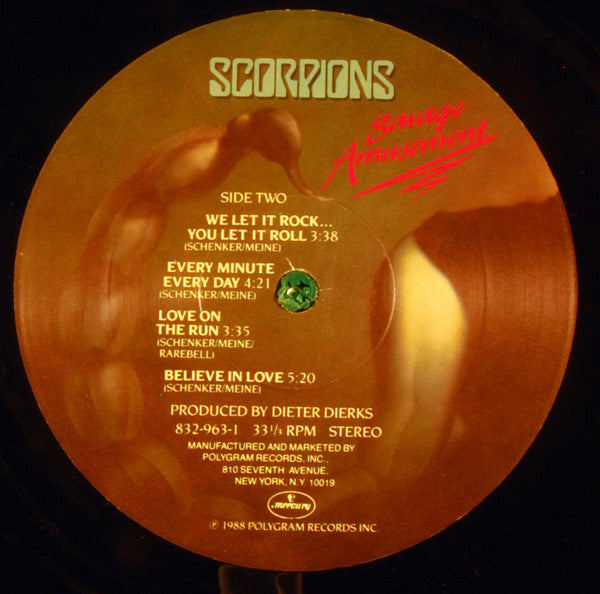 SCORPIONS
Savage
Amusement
SIDE TWO
WE LET IT ROCK...
YOU LET IT ROLL 3:38
(SCHENKER/MEINE)
EVERY MINUTE
EVERY DAY 4:21
(SCHENKER/MEINE)
LOVE ON
THE RUN 3:35
(SCHENKER/MEINE/
RAREBELL)
BELIEVE IN LOVE 5:20
(SCHENKER/MEINE)
PRODUCED BY DIETER DIERKS
832-963-1 33 1/3 RPM STEREO
MANUFACTURED AND MARKETED BY
POLYGRAM RECORDS, INC.,
810 SEVENTH AVENUE,
NEW YORK, N.Y. 10019
mercury
℗ 1988 POLYGRAM RECORDS INC.